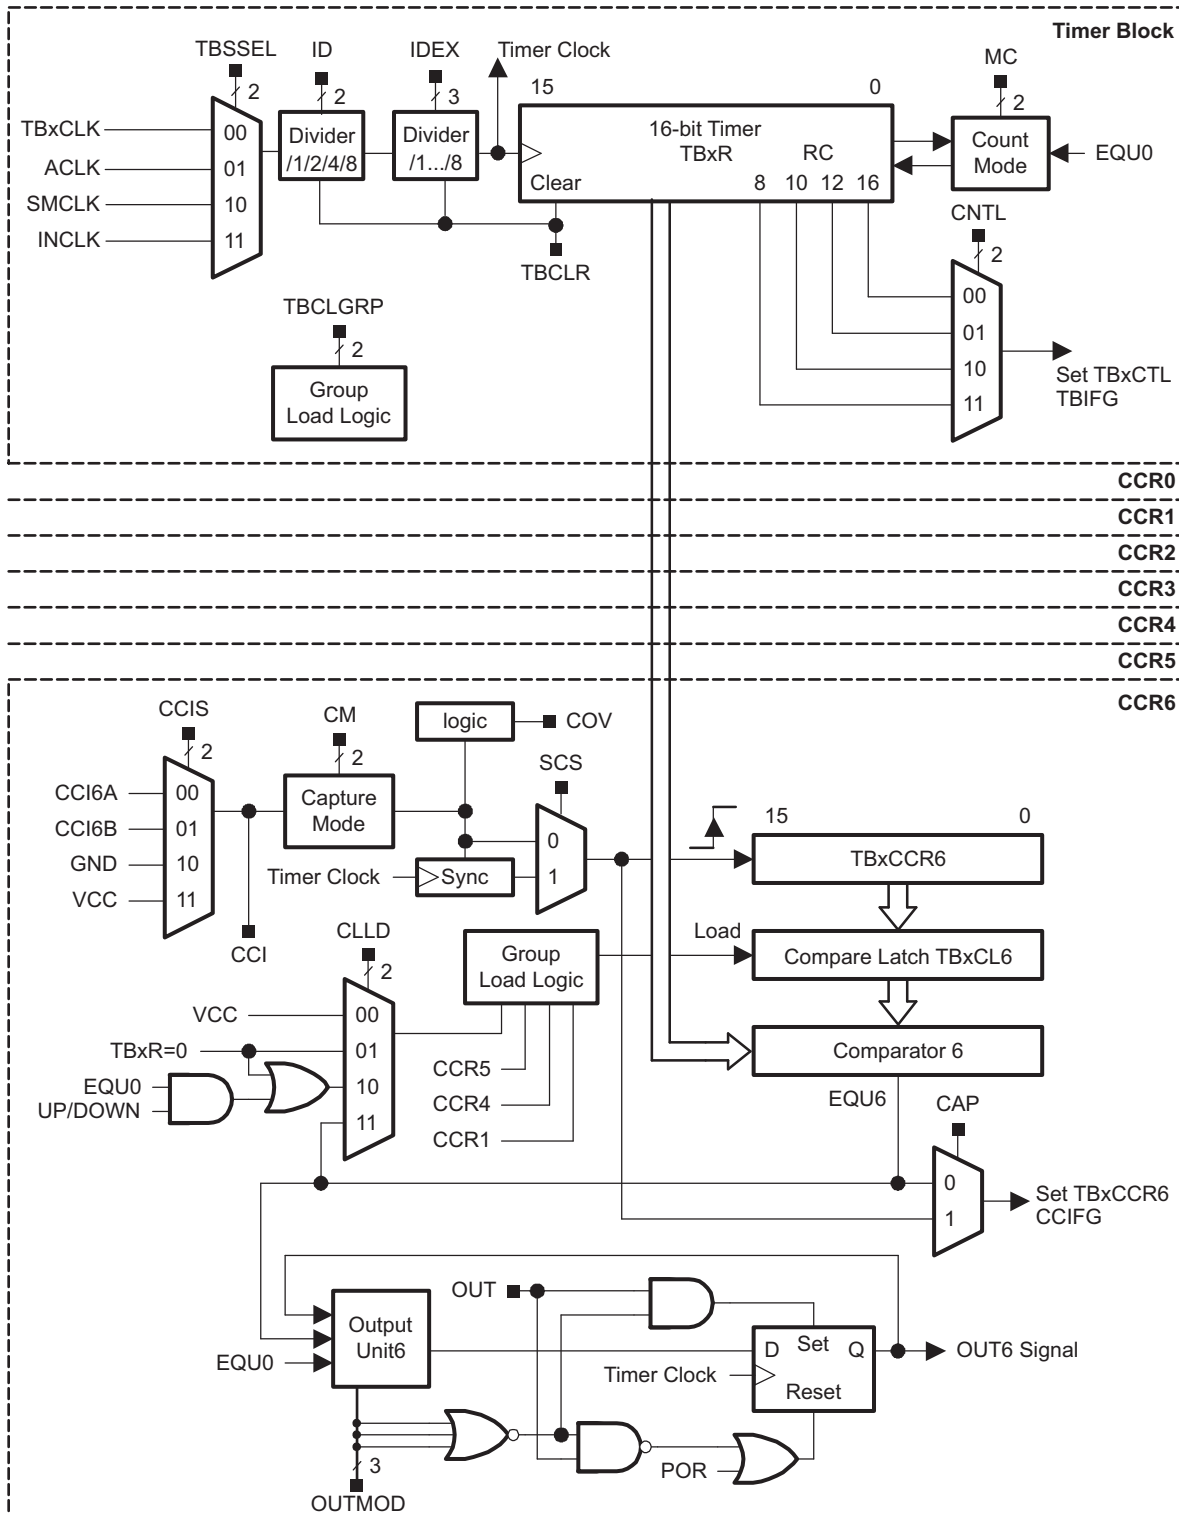 Timer Block
TBSSEL
ID
IDEX
Timer Clock
MC
2
2
3
15
0
2
TBxCLK
ACLK
SMCLK
INCLK
00
01
10
11
Divider
/1/2/4/8
Divider
/1.../8
16-bit Timer
TBxR
RC
Clear
8
10
12
16
Count
Mode
EQU0
TBCLR
CNTL
2
00
01
10
11
Set TBxCTL
TBIFG
TBCLGRP
2
Group
Load Logic
CCR0
CCR1
CCR2
CCR3
CCR4
CCR5
CCR6
CCIS
2
CM
2
logic
COV
SCS
CCI6A
CCI6B
GND
VCC
00
01
10
11
Capture
Mode
0
1
Timer Clock
Sync
CCI
15
0
TBxCCR6
Load
Compare Latch TBxCL6
Comparator 6
EQU6
CLLD
2
Group
Load Logic
VCC
TBxR=0
EQU0
UP/DOWN
00
01
10
11
CCR5
CCR4
CCR1
CAP
0
1
Set TBxCCR6
CCIFG
OUT
Output
Unit6
EQU0
D
Set
Q
Timer Clock
Reset
OUT6 Signal
POR
3
OUTMOD